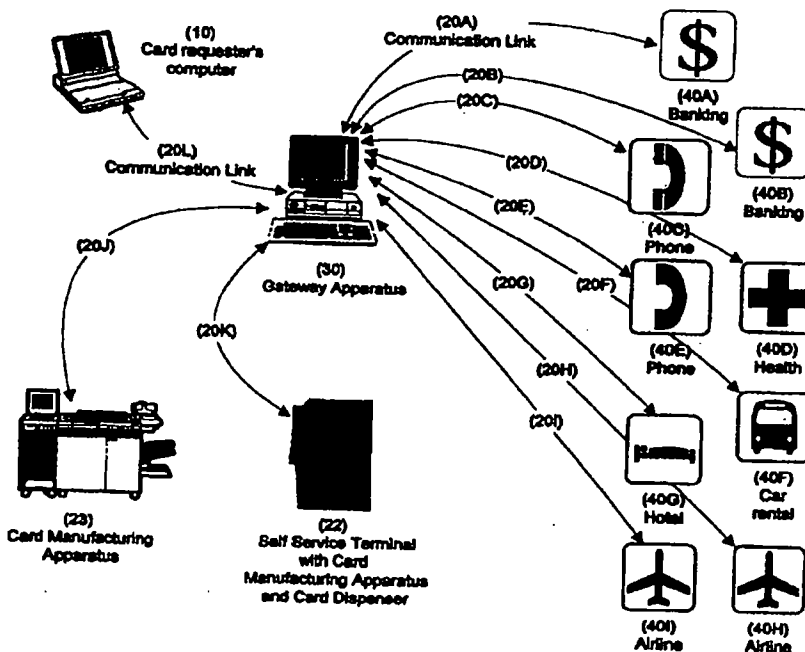 (10)
Card requester's
computer
(20A)
Communication Link
(20B)
(20C)
(40A)
Banking
(20L)
Communication Link
(20D)
(40B)
Banking
(20E)
(40C)
Phone
(20J)
(30)
Gateway Apparatus
(20G)
(20F)
(20K)
(40E)
Phone
(40D)
Health
(20H)
(20I)
(40G)
Hotel
(40F)
Car
rental
(23)
Card Manufacturing
Apparatus
(22)
Self Service Terminal
with Card
Manufacturing Apparatus
and Card Dispenser
(40I)
Airline
(40H)
Airline